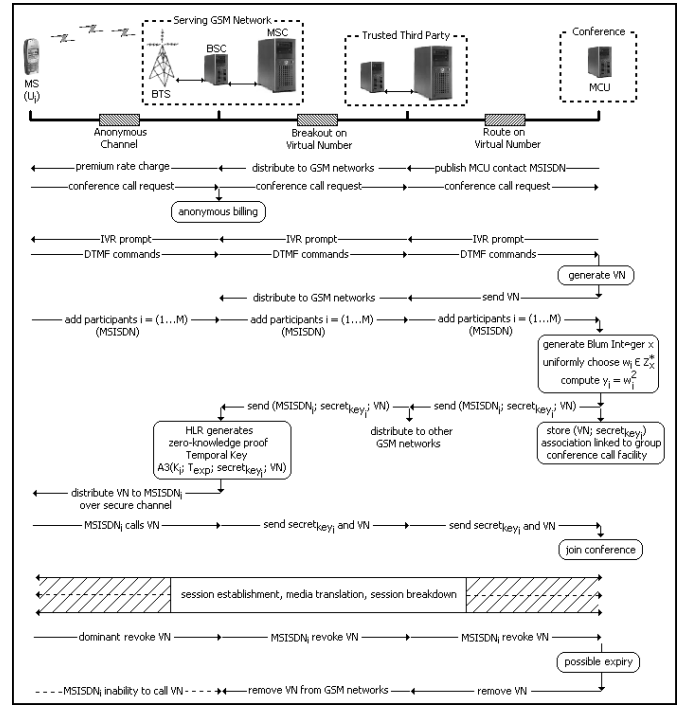 Serving GSM Network
MSC
BSC
BTS
Trusted Third Party
Conference
MCU
MS
(Ui)
Anonymous
Channel
Breakout on
Virtual Number
Route on
Virtual Number
premium rate charge
distribute to GSM networks
publish MCU contact MSISDN
conference call request
conference call request
conference call request
anonymous billing
IVR prompt
IVR prompt
IVR prompt
DTMF commands
DTMF commands
DTMF commands
generate VN
distribute to GSM networks
send VN
add participants i = (1...M)
(MSISDN)
add participants i = (1...M)
(MSISDN)
add participants i = (1...M)
(MSISDN)
generate Blum Integer x
uniformly choose wi ∈ Z*x
compute yi = wi²
send (MSISDNi; secretkeyi; VN)
send (MSISDNi; secretkeyi; VN)
distribute to other
GSM networks
HLR generates
zero-knowledge proof
Temporal Key
A3(Ki; Texp; secretkeyi; VN)
store (VN; secretkeyi)
association linked to group
conference call facility
distribute VN to MSISDNi
over secure channel
MSISDNi calls VN
send secretkeyi and VN
send secretkeyi and VN
join conference
session establishment, media translation, session breakdown
dominant revoke VN
MSISDNi revoke VN
MSISDNi revoke VN
possible expiry
MSISDNi inability to call VN
remove VN from GSM networks
remove VN